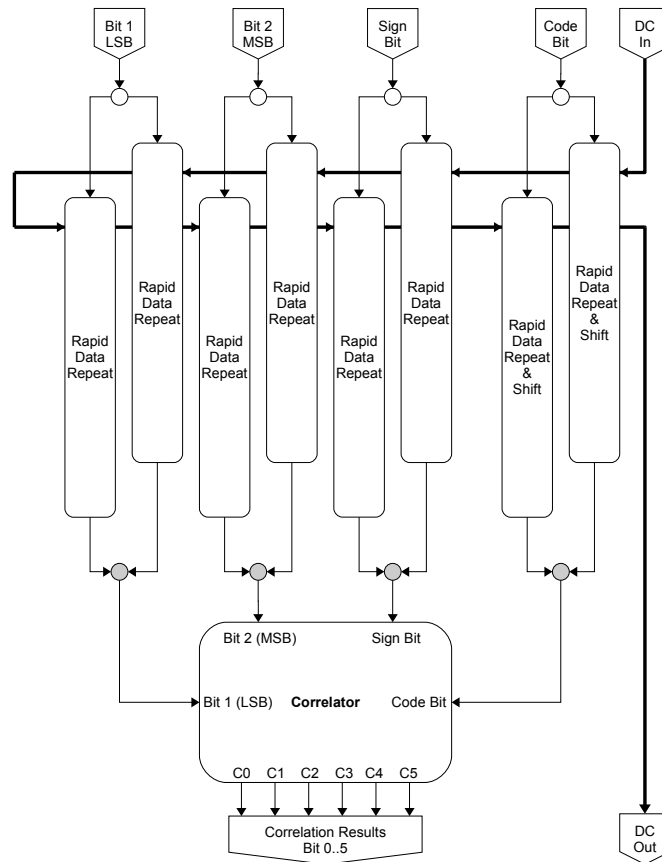 Bit 1
LSB
Bit 2
MSB
Sign
Bit
Code
Bit
DC
In
Rapid
Data
Repeat
Rapid
Data
Repeat
Rapid
Data
Repeat
Rapid
Data
Repeat
Rapid
Data
Repeat
Rapid
Data
Repeat
Rapid
Data
Repeat
&
Shift
Rapid
Data
Repeat
&
Shift
Bit 2 (MSB)
Sign Bit
Bit 1 (LSB)
Correlator
Code Bit
C0
C1
C2
C3
C4
C5
Correlation Results
Bit 0..5
DC
Out